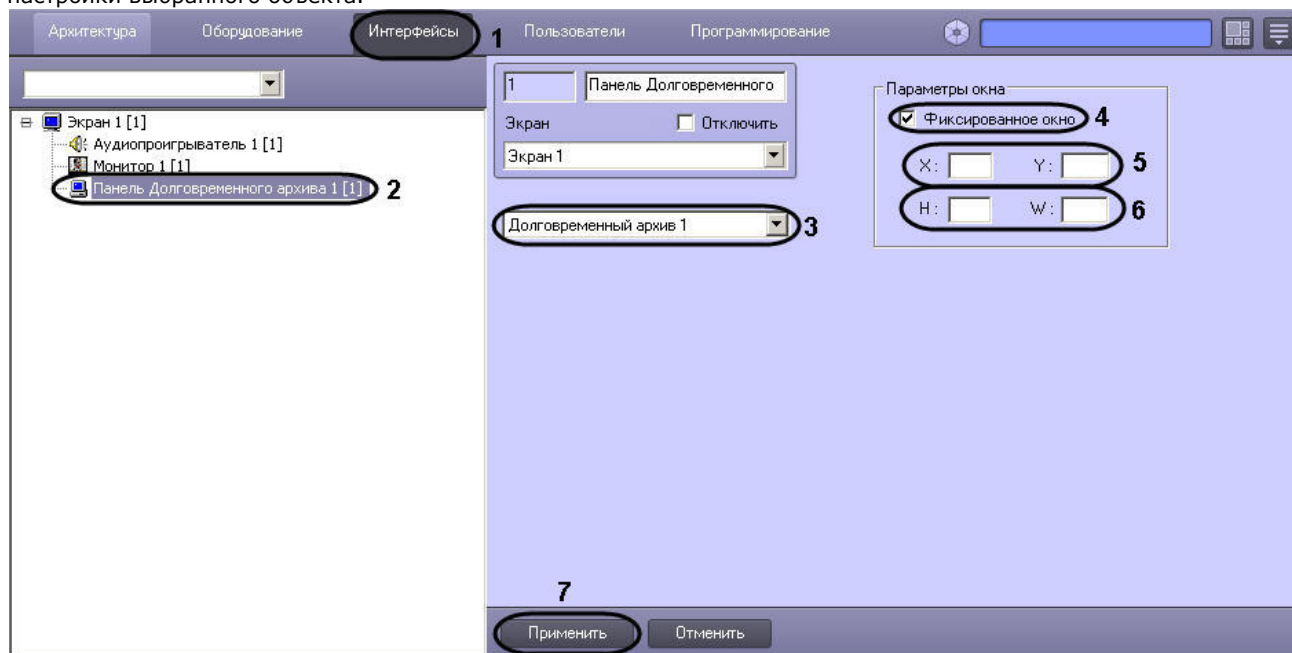 настройки выбранного объекта.
Архитектура Оборудование Интерфейсы 1 Пользователи Программирование
1 Панель Долговременного
Параметры окна
Экран 1 [1]
Экран Отключить
Фиксированное окно 4
Аудиопроигрыватель 1 [1]
Экран 1
Монитор 1 [1]
X: Y: 5
Панель Долговременного архива 1 [1] 2
H: W: 6
Долговременный архив 1 3
7
Применить Отменить